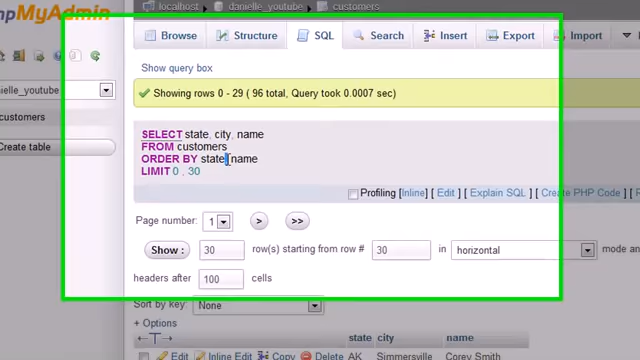 hpMyAdmin
localhost » danielle_youtube » customers
Browse Structure SQL Search Insert Export Import
Show query box
danielle_youtube
Showing rows 0 - 29 ( 96 total, Query took 0.0007 sec)
customers
Create table
SELECT state, city, name
FROM customers
ORDER BY state, name
LIMIT 0 , 30
Profiling [Inline] [ Edit ] [ Explain SQL ] [ Create PHP Code ] [
Page number: 1 > >>
Show : 30 row(s) starting from row # 30 in horizontal mode an
headers after 100 cells
Sort by key: None
+ Options
←T→ state city name
Edit Inline Edit Copy Delete AK Simmersville Corey Smith